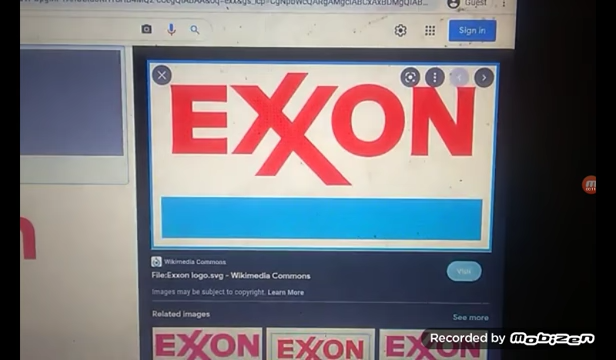 Guest
Sign in
EXXON
Wikimedia Commons
File:Exxon logo.svg - Wikimedia Commons
Visit
Images may be subject to copyright. Learn More
Related images
See more
EXXON
EXXON
EXXON
Recorded by MOBIZEN